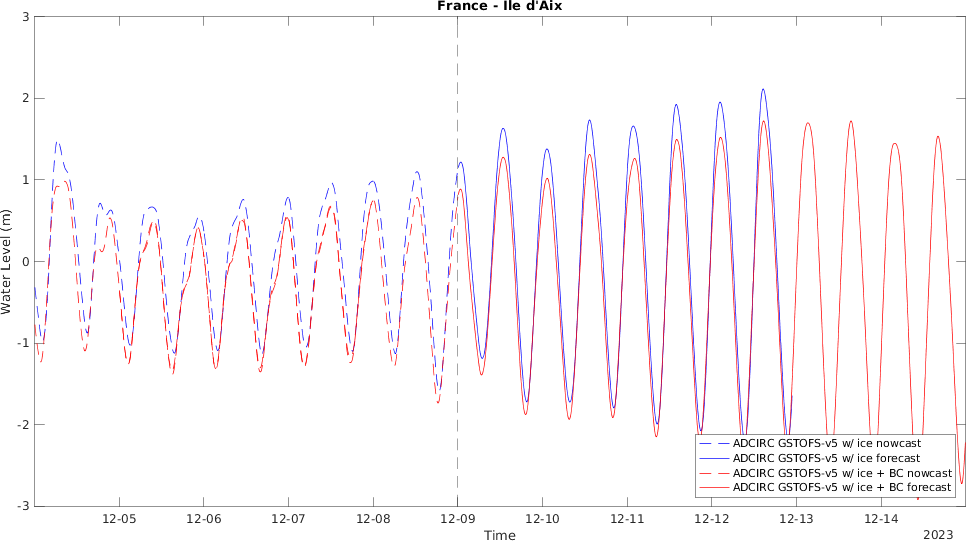 France - Ile d'Aix
3
2
1
0
-1
-2
-3
Water Level (m)
12-05 12-06 12-07 12-08 12-09 12-10 12-11 12-12 12-13 12-14
Time
2023
ADCIRC GSTOFS-v5 w/ ice nowcast
ADCIRC GSTOFS-v5 w/ ice forecast
ADCIRC GSTOFS-v5 w/ ice + BC nowcast
ADCIRC GSTOFS-v5 w/ ice + BC forecast